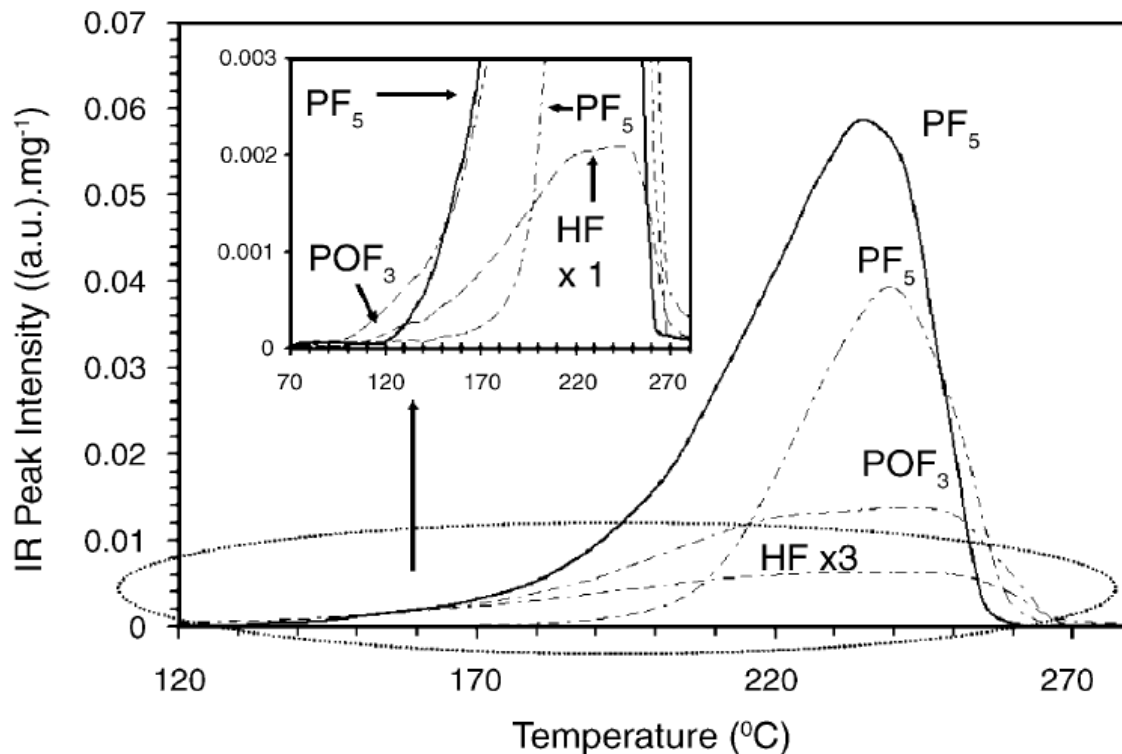 IR Peak Intensity ((a.u.).mg⁻¹)
0.07
0.06
0.05
0.04
0.03
0.02
0.01
0
120
170
220
270
Temperature (⁰C)
PF₅
PF₅
POF₃
HF x3
0.003
0.002
0.001
0
70
120
170
220
270
PF₅
PF₅
POF₃
HF
x 1